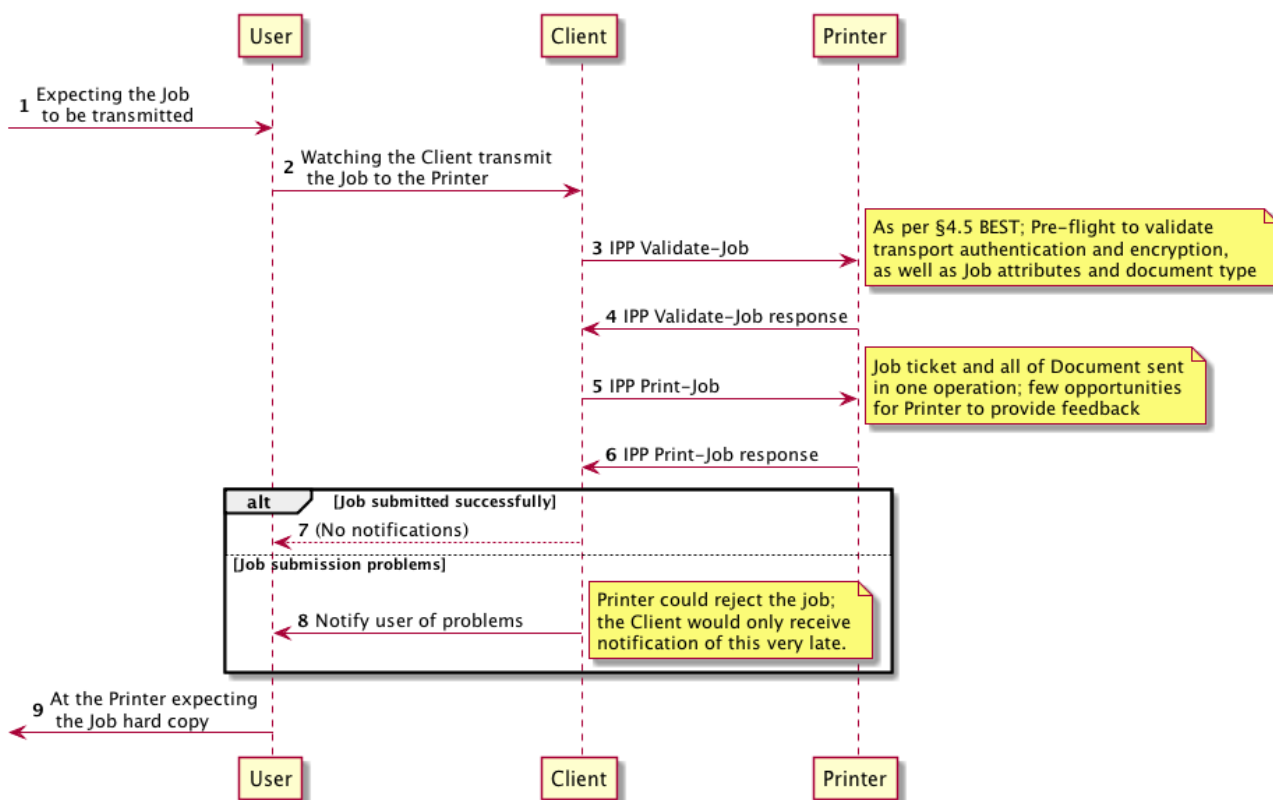 User Client Printer
1 Expecting the Job
to be transmitted
2 Watching the Client transmit
the Job to the Printer
3 IPP Validate-Job
As per §4.5 BEST; Pre-flight to validate
transport authentication and encryption,
as well as Job attributes and document type
4 IPP Validate-Job response
5 IPP Print-Job
Job ticket and all of Document sent
in one operation; few opportunities
for Printer to provide feedback
6 IPP Print-Job response
alt [Job submitted successfully]
7 (No notifications)
[Job submission problems]
8 Notify user of problems
Printer could reject the job;
the Client would only receive
notification of this very late.
9 At the Printer expecting
the Job hard copy
User Client Printer